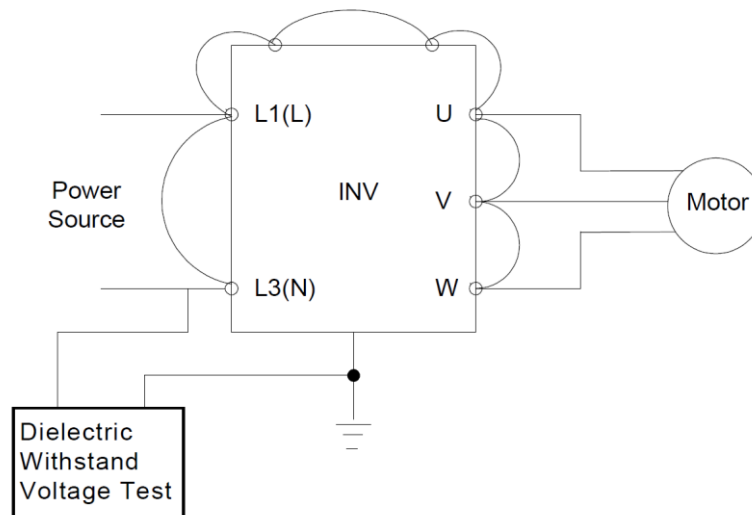 L1(L)
U
Power
Source
INV
V
Motor
L3(N)
W
Dielectric
Withstand
Voltage Test